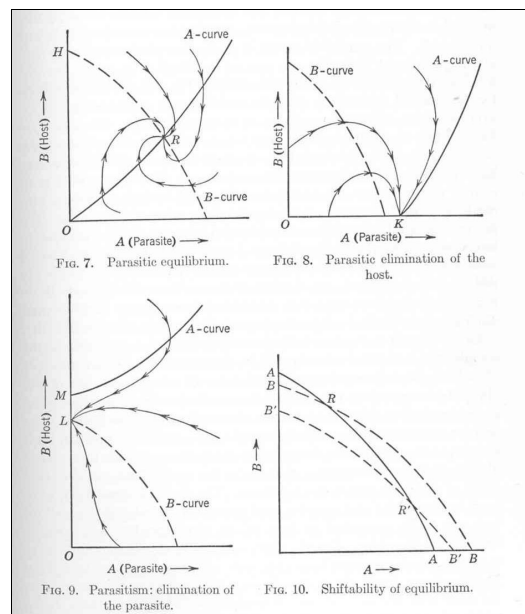 A-curve
H
B (Host)
R
B-curve
O
A (Parasite)
FIG. 7. Parasitic equilibrium.
A-curve
B-curve
B (Host)
O
K
A (Parasite)
FIG. 8. Parasitic elimination of the
host.
A-curve
M
L
B (Host)
B-curve
O
A (Parasite)
FIG. 9. Parasitism: elimination of
the parasite.
A
B
R
B'
B
R'
A B' B
A
FIG. 10. Shiftability of equilibrium.